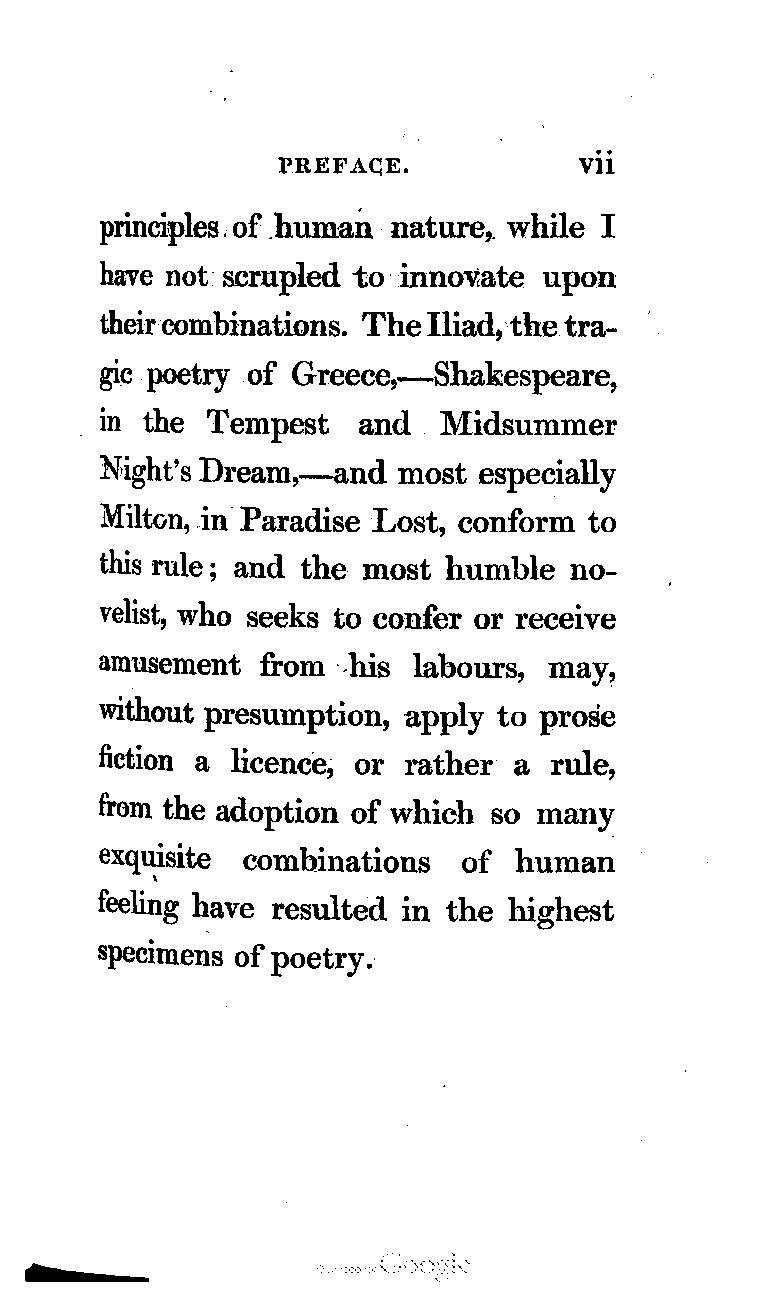 PREFACE. vii
principles of human nature, while I
have not scrupled to innovate upon
their combinations. The Iliad, the tra-
gic poetry of Greece,—Shakespeare,
in the Tempest and Midsummer
Night's Dream,—and most especially
Milton, in Paradise Lost, conform to
this rule; and the most humble no-
velist, who seeks to confer or receive
amusement from his labours, may,
without presumption, apply to prose
fiction a licence, or rather a rule,
from the adoption of which so many
exquisite combinations of human
feeling have resulted in the highest
specimens of poetry.
Google